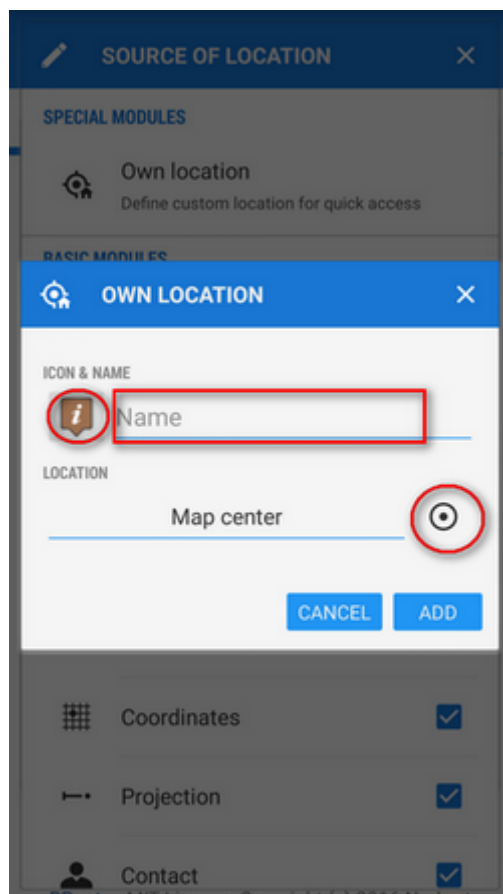 SOURCE OF LOCATION
SPECIAL MODULES
Own location
Define custom location for quick access
BASIC MODULES
OWN LOCATION
ICON & NAME
i
Name
LOCATION
Map center
CANCEL
ADD
Coordinates
Projection
Contact